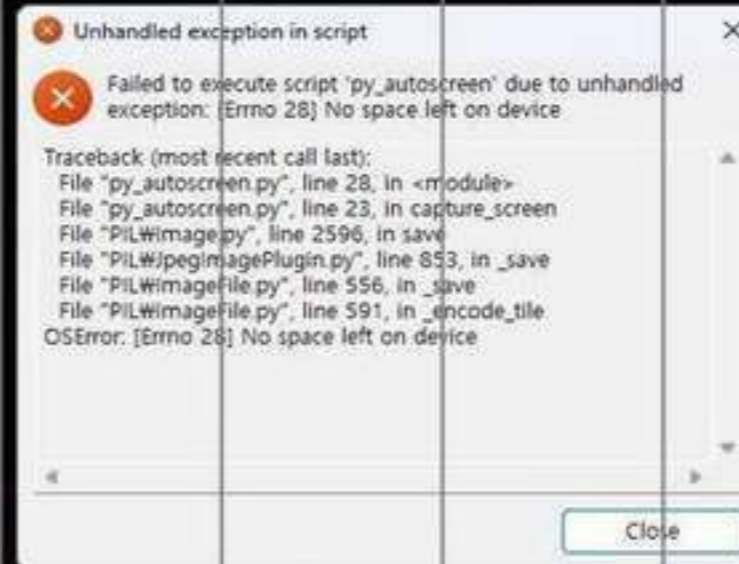 Unhandled exception in script
Failed to execute script 'py_autoscreen' due to unhandled
exception: [Errno 28] No space left on device
Traceback (most recent call last):
File "py_autoscreen.py", line 28, in <module>
File "py_autoscreen.py", line 23, in capture_screen
File "PIL₩Image.py", line 2596, in save
File "PIL₩JpegImagePlugin.py", line 853, in _save
File "PIL₩ImageFile.py", line 556, in _save
File "PIL₩ImageFile.py", line 591, in _encode_tile
OSError: [Errno 28] No space left on device
Close